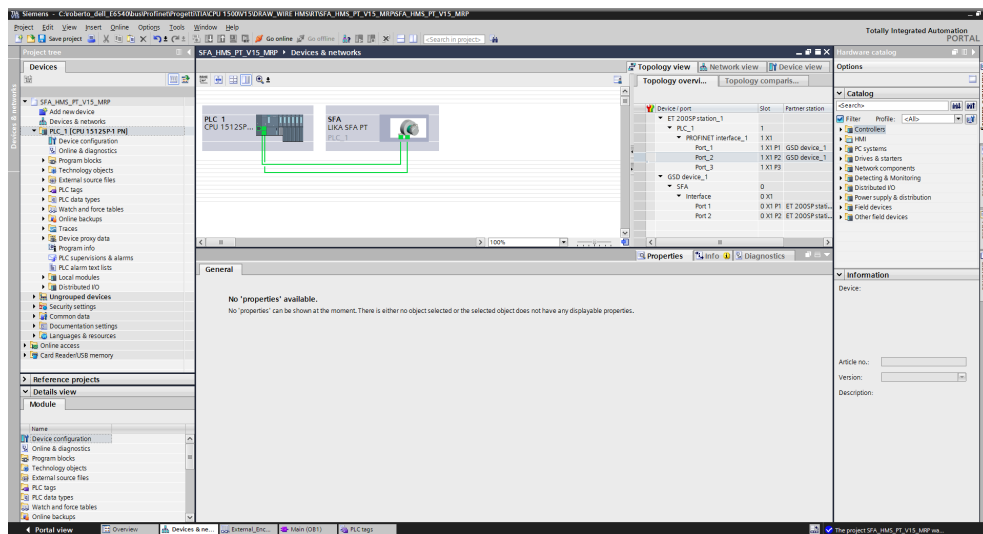 Siemens - C:\roberto_dell_E6540\bus\Profinet\Progetti\TIA\CPU 1500\V15\DRAW_WIRE HMS\RT\SFA_HMS_PT_V15_MRP\SFA_HMS_PT_V15_MRP
Project Edit View Insert Online Options Tools Window Help
Totally Integrated Automation
PORTAL
Save project
Go online
Go offline
<Search in project>
Project tree
SFA_HMS_PT_V15_MRP
Devices & networks
Hardware catalog
Devices
Topology view
Network view
Device view
Options
Topology overvi...
Topology comparis...
Devices & networks
SFA_HMS_PT_V15_MRP
Add new device
Devices & networks
PLC_1 [CPU 1512SP-1 PN]
Device configuration
Online & diagnostics
Program blocks
Technology objects
External source files
PLC tags
PLC data types
Watch and force tables
Online backups
Traces
Device proxy data
Program info
PLC supervisions & alarms
PLC alarm text lists
Local modules
Distributed I/O
Ungrouped devices
Security settings
Common data
Documentation settings
Languages & resources
Online access
Card Reader/USB memory
Reference projects
Details view
Module
Name
Device configuration
Online & diagnostics
Program blocks
Technology objects
External source files
PLC tags
PLC data types
Watch and force tables
Online backups
PLC_1
CPU 1512SP...
SFA
LIKA SFA PT
PLC_1
100%
Device / port Slot Partner station
ET 200SP station_1
PLC_1 1
PROFINET interface_1 1 X1
Port_1 1 X1 P1 GSD device_1
Port_2 1 X1 P2 GSD device_1
Port_3 1 X1 P3
GSD device_1
SFA 0
Interface 0 X1
Port 1 0 X1 P1 ET 200SP stati...
Port 2 0 X1 P2 ET 200SP stati...
Properties
Info
Diagnostics
General
No 'properties' available.
No 'properties' can be shown at the moment. There is either no object selected or the selected object does not have any displayable properties.
Catalog
<Search>
Filter
Profile:
<All>
Controllers
HMI
PC systems
Drives & starters
Network components
Detecting & Monitoring
Distributed I/O
Power supply & distribution
Field devices
Other field devices
Information
Device:
Article no.:
Version:
Description:
Portal view
Overview
Devices & ne...
External_Enc...
Main (OB1)
PLC tags
The project SFA_HMS_PT_V15_MRP wa...